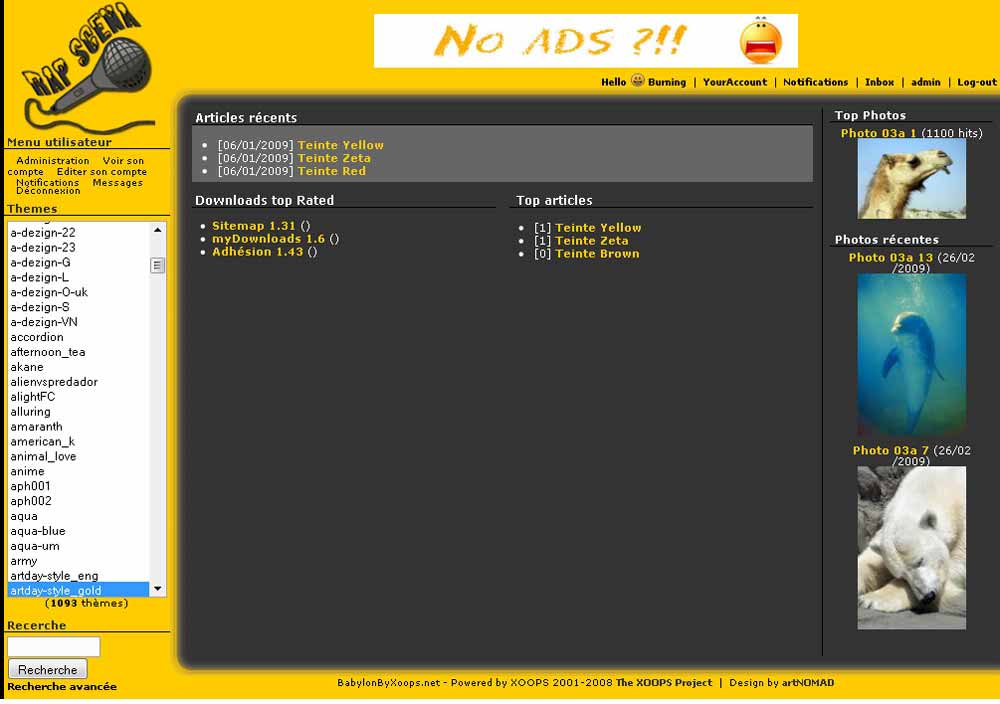 RAP SCENA
No ADS ?!!
Hello Burning | YourAccount | Notifications | Inbox | admin | Log-out
Menu utilisateur
Administration Voir son
compte Editer son compte
Notifications Messages
Déconnexion
Themes
a-dezign-22
a-dezign-23
a-dezign-G
a-dezign-L
a-dezign-O-uk
a-dezign-S
a-dezign-VN
accordion
afternoon_tea
akane
alienvspredador
alightFC
alluring
amaranth
american_k
animal_love
anime
aph001
aph002
aqua
aqua-blue
aqua-um
army
artday-style_eng
artday-style_gold
(1093 thèmes)
Recerche
Recherche
Recherche avancée
Articles récents
[06/01/2009] Teinte Yellow
[06/01/2009] Teinte Zeta
[06/01/2009] Teinte Red
Downloads top Rated
Sitemap 1.31 ()
myDownloads 1.6 ()
Adhésion 1.43 ()
Top articles
[1] Teinte Yellow
[1] Teinte Zeta
[0] Teinte Brown
Top Photos
Photo 03a 1 (1100 hits)
Photos récentes
Photo 03a 13 (26/02
/2009)
Photo 03a 7 (26/02
/2009)
BabylonByXoops.net - Powered by XOOPS 2001-2008 The XOOPS Project | Design by artNOMAD